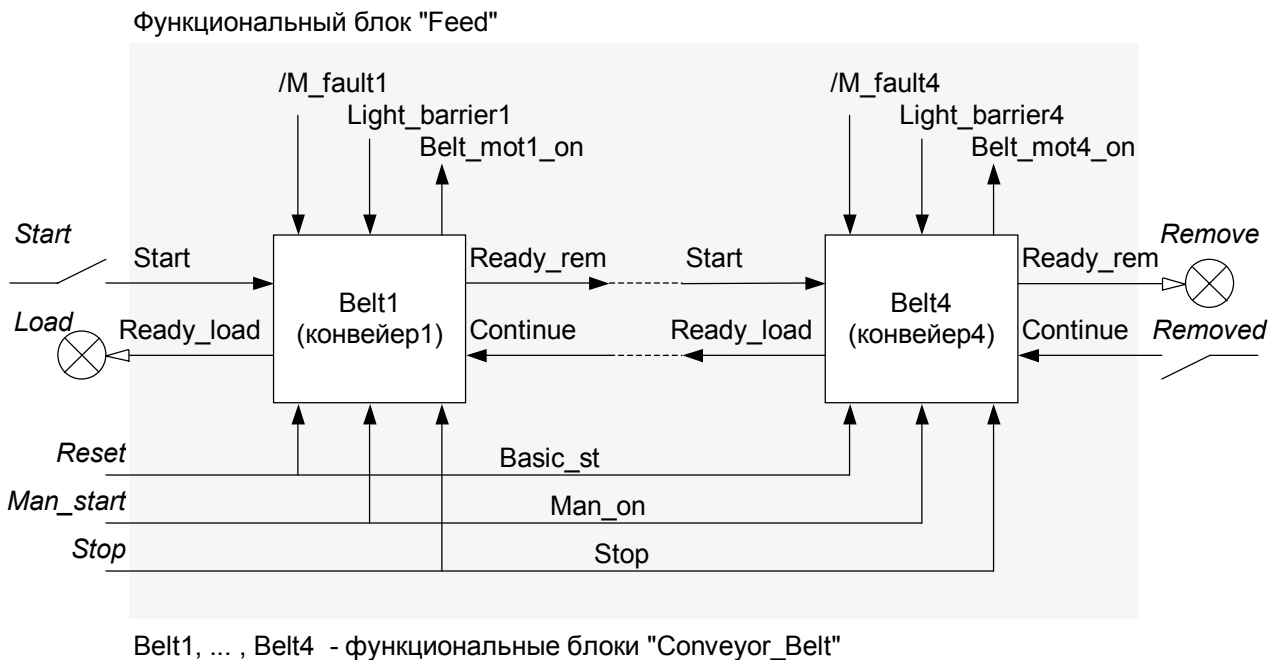 Функциональный блок "Feed"
/M_fault1
/M_fault4
Light_barrier1
Light_barrier4
Belt_mot1_on
Belt_mot4_on
Start
Start
Ready_rem
Start
Ready_rem
Remove
Belt1
(конвейер1)
Belt4
(конвейер4)
Load
Ready_load
Continue
Ready_load
Continue
Removed
Reset
Basic_st
Man_start
Man_on
Stop
Stop
Belt1, ... , Belt4 - функциональные блоки "Conveyor_Belt"